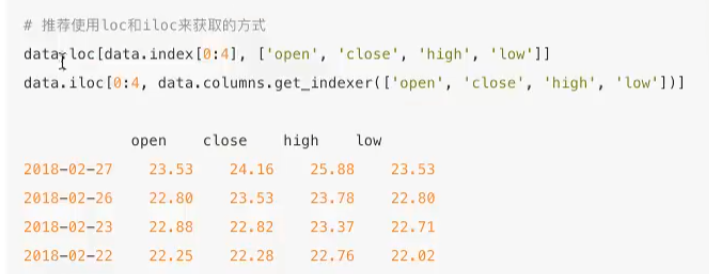 # 推荐使用loc和iloc来获取的方式
data.loc[data.index[0:4], ['open', 'close', 'high', 'low']]
data.iloc[0:4, data.columns.get_indexer(['open', 'close', 'high', 'low'])]
open close high low
2018-02-27 23.53 24.16 25.88 23.53
2018-02-26 22.80 23.53 23.78 22.80
2018-02-23 22.88 22.82 23.37 22.71
2018-02-22 22.25 22.28 22.76 22.02